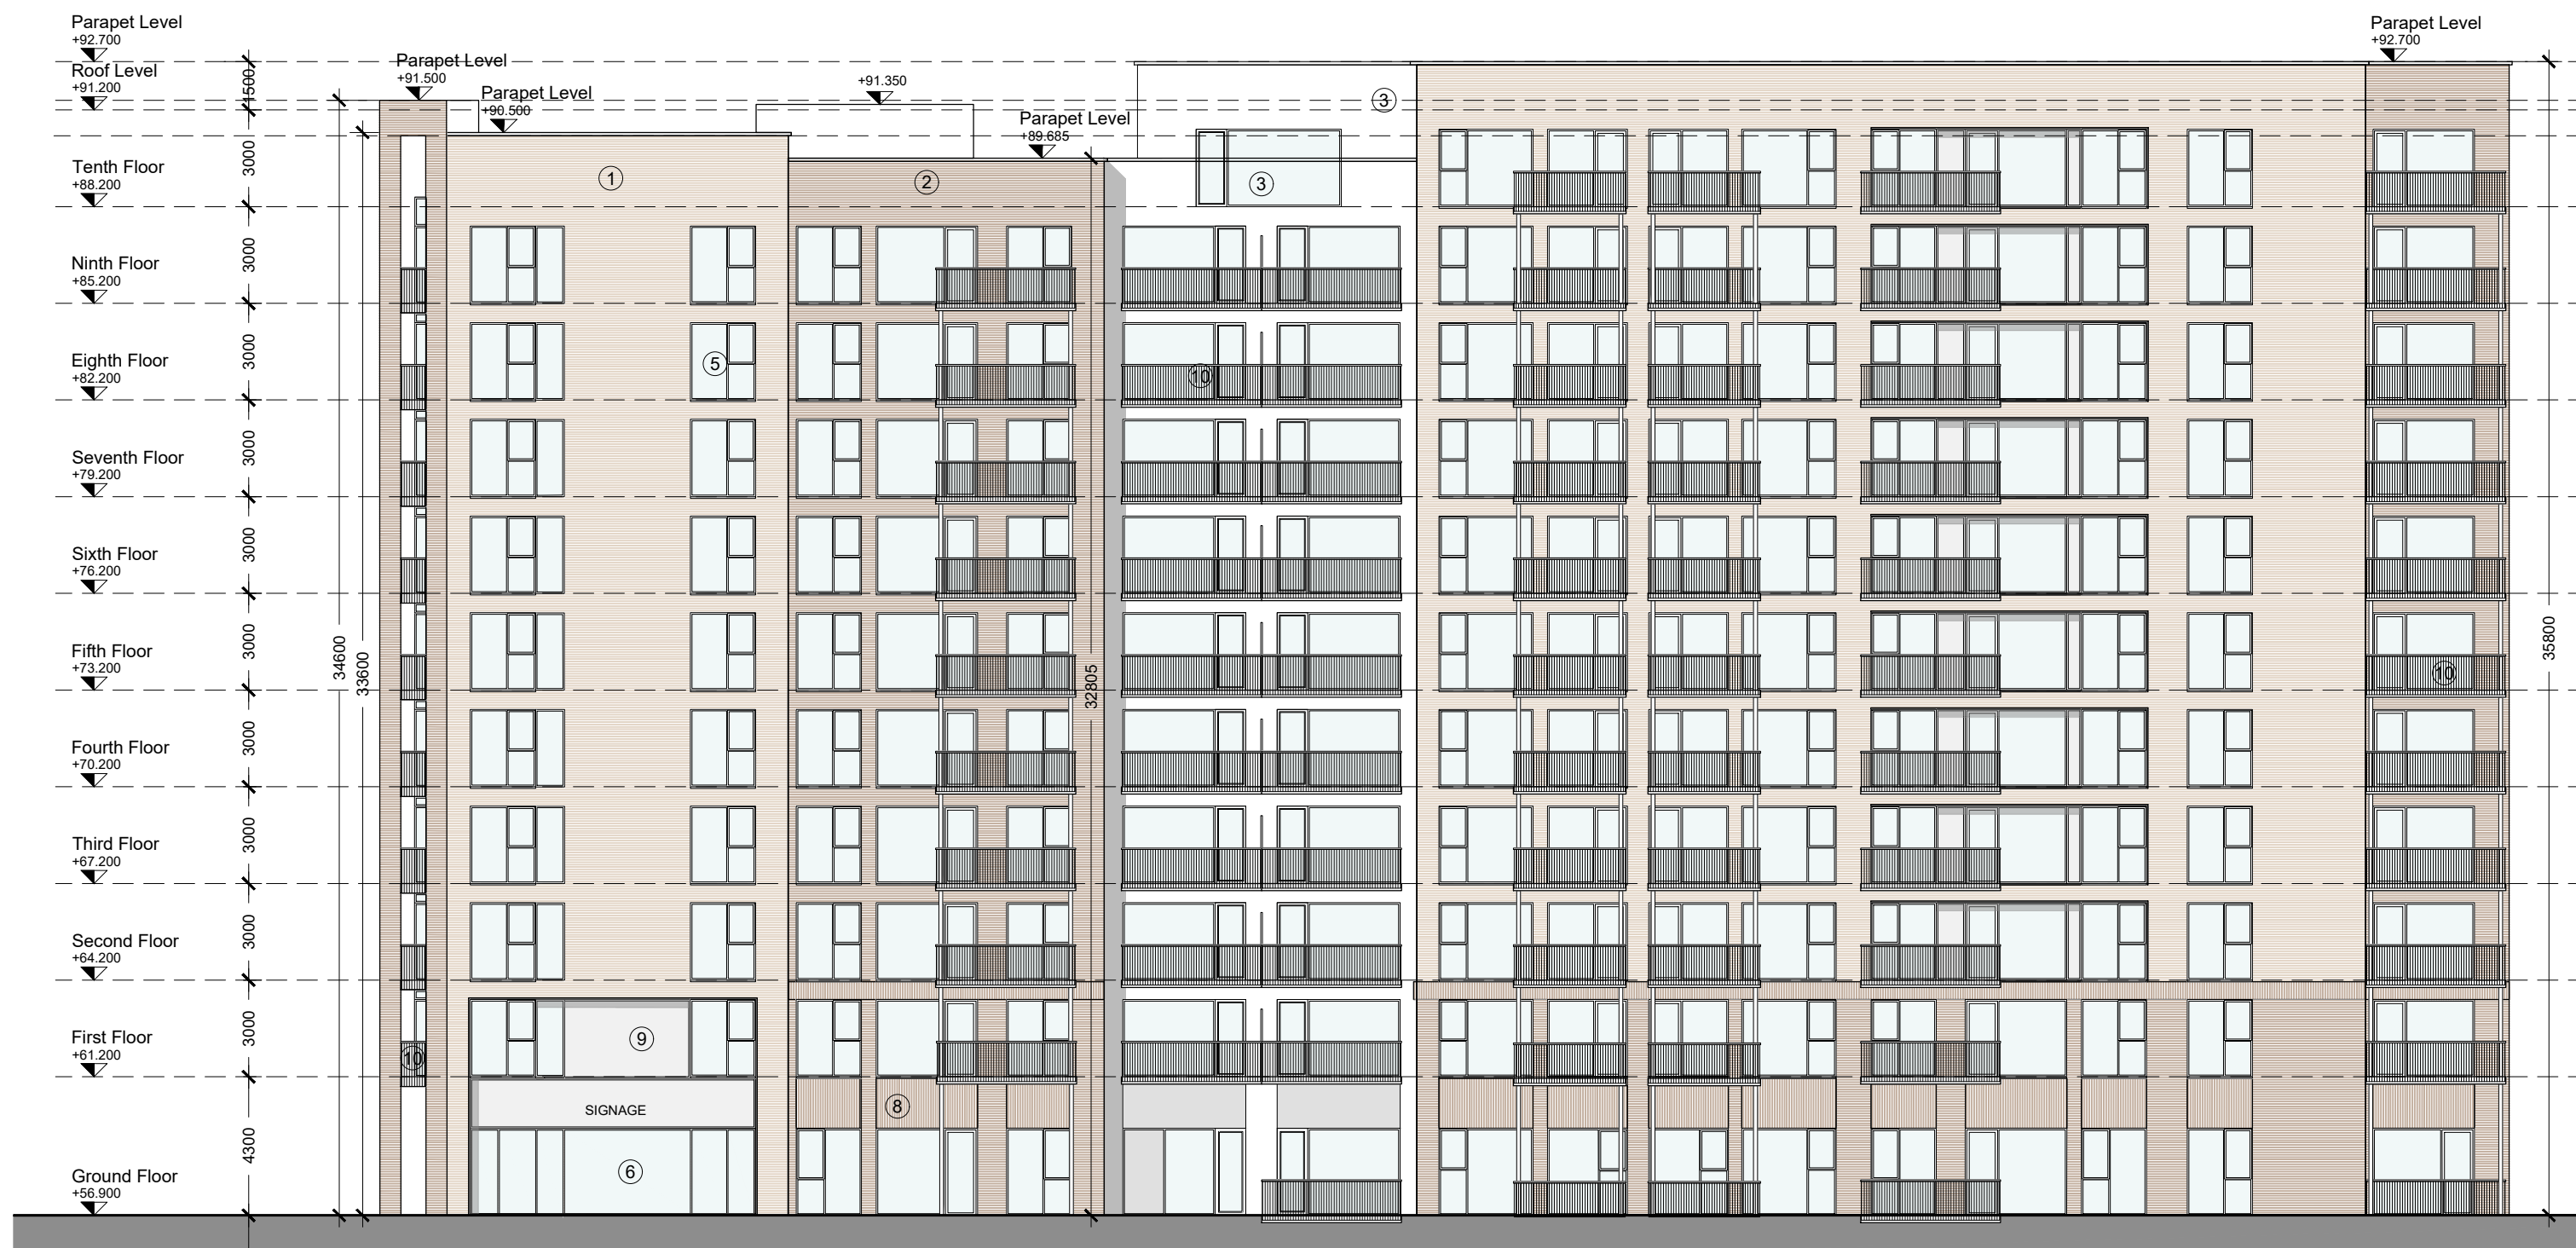 Parapet Level
+92.700
Roof Level
+91.200
1500
Parapet Level
+91.500
Parapet Level
+90.500
+91.350
Parapet Level
+89.685
Parapet Level
+92.700
3
1
2
3
3000
Tenth Floor
+88.200
3000
Ninth Floor
+85.200
3000
Eighth Floor
+82.200
5
10
3000
Seventh Floor
+79.200
3000
Sixth Floor
+76.200
3000
Fifth Floor
+73.200
34600
33600
32805
35800
10
3000
Fourth Floor
+70.200
3000
Third Floor
+67.200
3000
Second Floor
+64.200
3000
First Floor
+61.200
9
10
SIGNAGE
8
4300
Ground Floor
+56.900
6